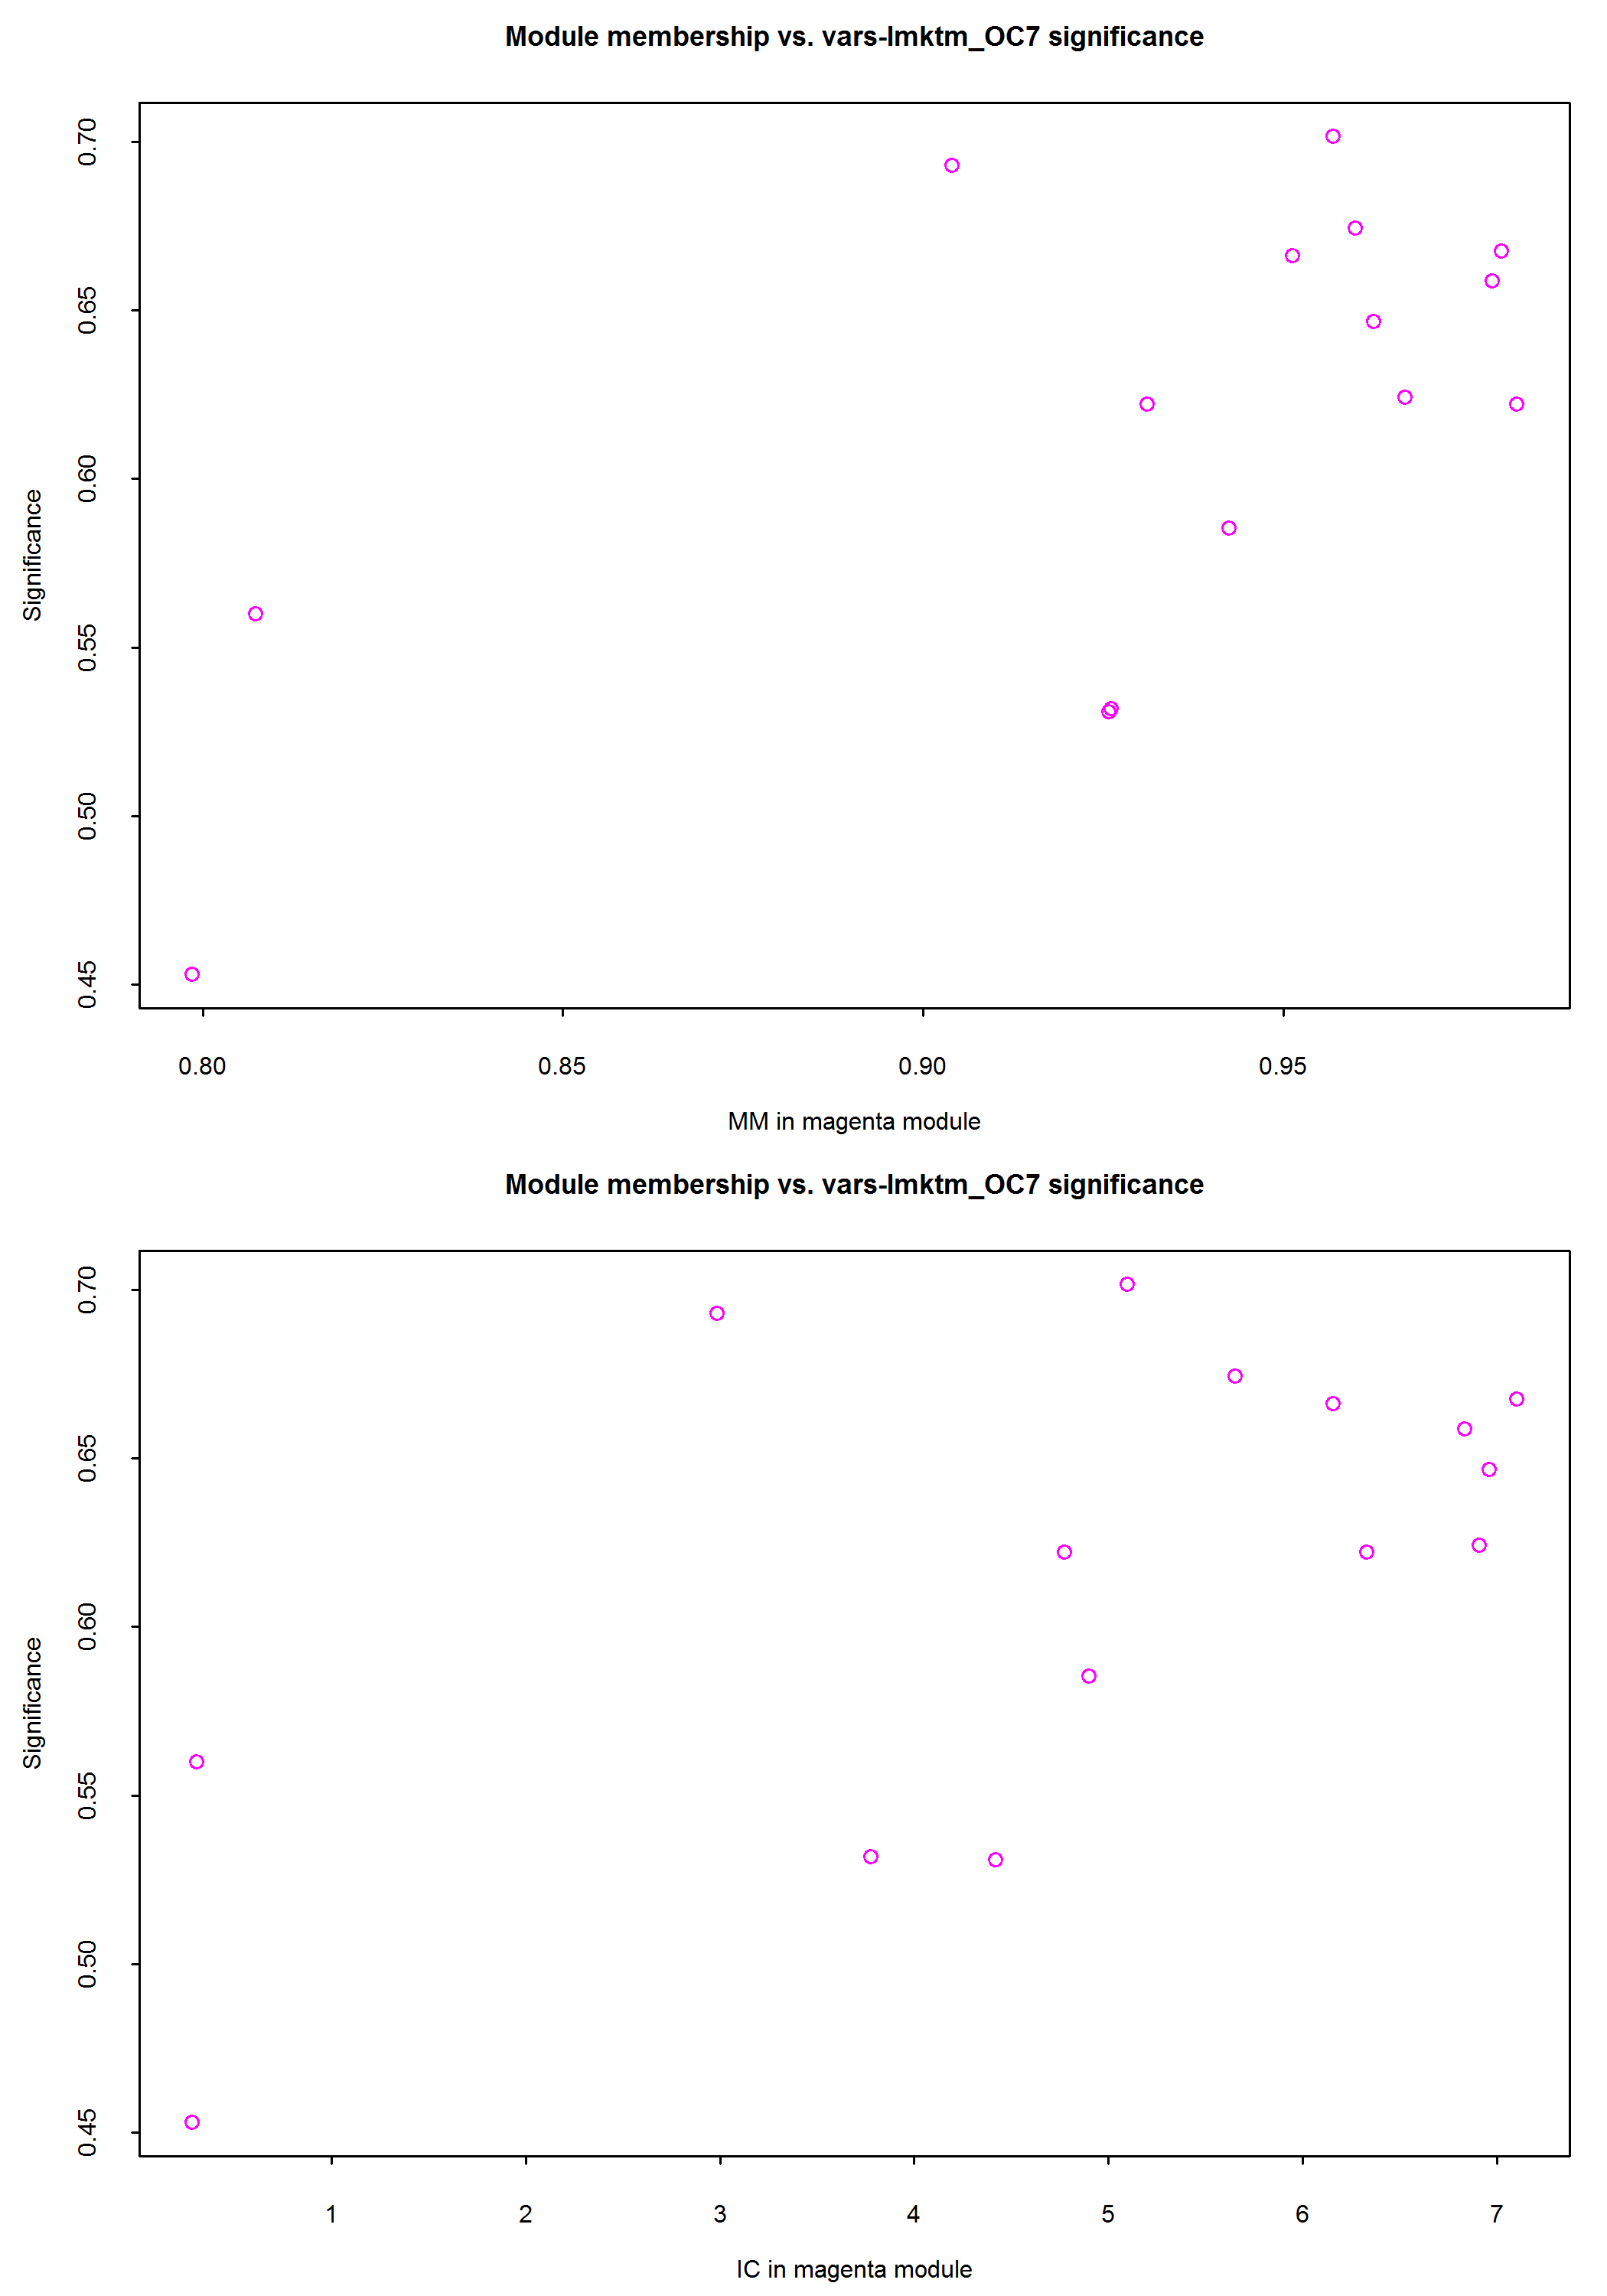 Module membership vs. vars-lmktm_OC7 significance
0.70
0.65
0.60
0.55
0.50
0.45
Significance
0.80 0.85 0.90 0.95
MM in magenta module
Module membership vs. vars-lmktm_OC7 significance
0.70
0.65
0.60
0.55
0.50
0.45
Significance
1 2 3 4 5 6 7
IC in magenta module